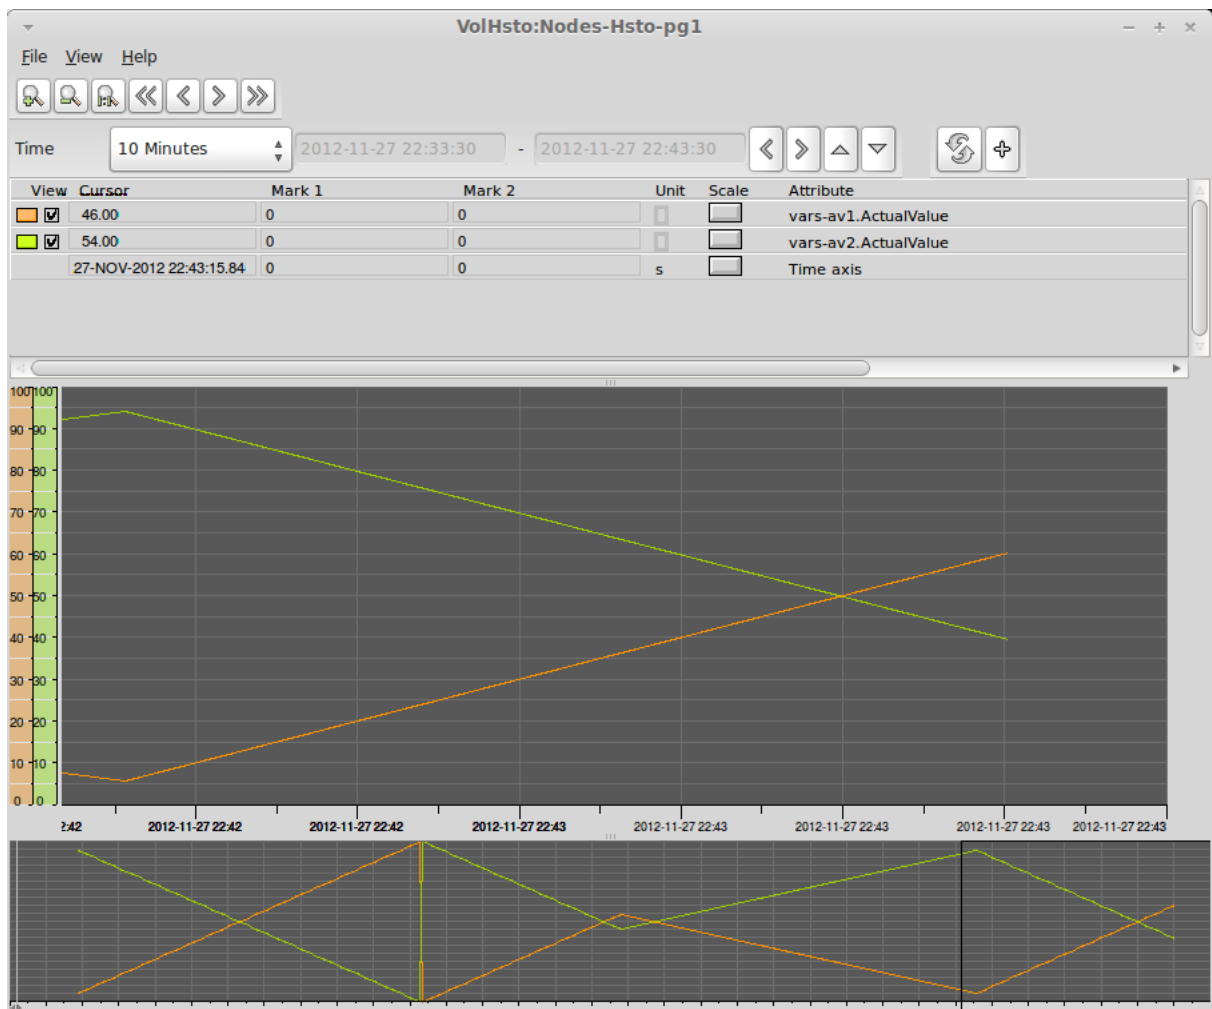 VolHsto:Nodes-Hsto-pg1
File View Help
Time 10 Minutes 2012-11-27 22:33:30 - 2012-11-27 22:43:30
View Cursor Mark 1 Mark 2 Unit Scale Attribute
46.00 0 0 vars-av1.ActualValue
54.00 0 0 vars-av2.ActualValue
27-NOV-2012 22:43:15.84 0 0 s Time axis
100 100
90 90
80 80
70 70
60 60
50 50
40 40
30 30
20 20
10 10
0 0
2:42 2012-11-27 22:42 2012-11-27 22:42 2012-11-27 22:43 2012-11-27 22:43 2012-11-27 22:43 2012-11-27 22:43 2012-11-27 22:43